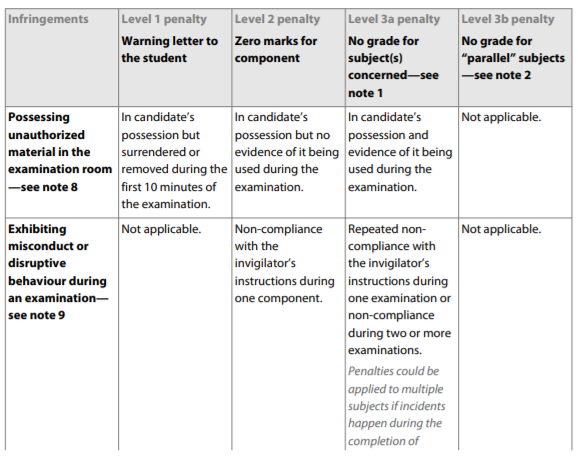 Infringements
Level 1 penalty
Warning letter to
the student
Level 2 penalty
Zero marks for
component
Level 3a penalty
No grade for
subject(s)
concerned—see
note 1
Level 3b penalty
No grade for
“parallel” subjects
—see note 2
Possessing
unauthorized
material in the
examination room
—see note 8
In candidate’s
possession but
surrendered or
removed during the
first 10 minutes of
the examination.
In candidate’s
possession but no
evidence of it being
used during the
examination.
In candidate’s
possession and
evidence of it being
used during the
examination.
Not applicable.
Exhibiting
misconduct or
disruptive
behaviour during
an examination—
see note 9
Not applicable.
Non-compliance
with the
invigilator’s
instructions during
one component.
Repeated non-
compliance with
the invigilator’s
instructions during
one examination or
non-compliance
during two or more
examinations.
Penalties could be
applied to multiple
subjects if incidents
happen during the
completion of
Not applicable.